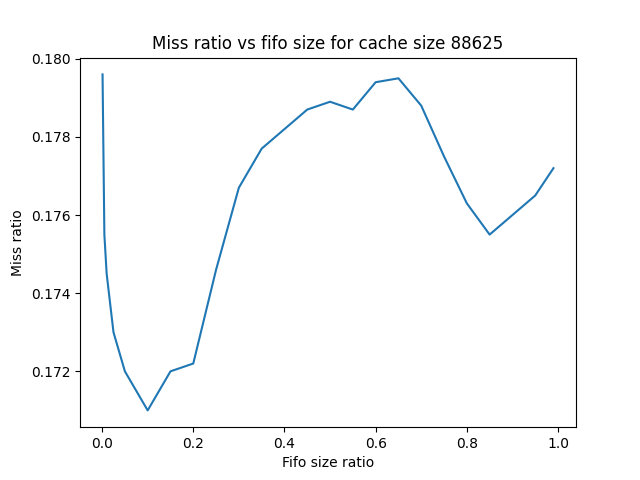 Miss ratio vs fifo size for cache size 88625
0.180
0.178
0.176
0.174
0.172
Miss ratio
0.0 0.2 0.4 0.6 0.8 1.0
Fifo size ratio